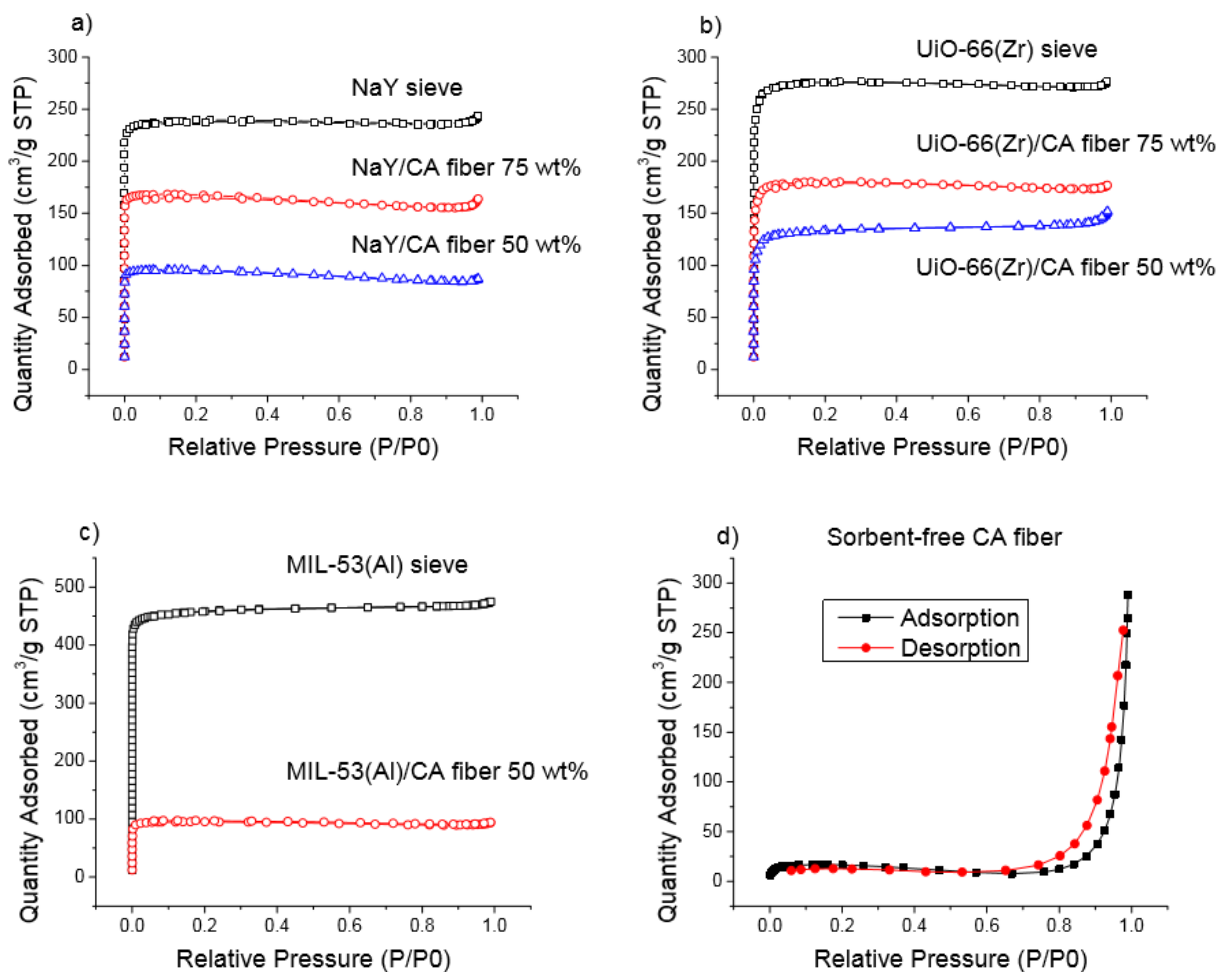 a)
NaY sieve
NaY/CA fiber 75 wt%
NaY/CA fiber 50 wt%
Quantity Adsorbed (cm³/g STP)
300
250
200
150
100
50
0
0.0 0.2 0.4 0.6 0.8 1.0
Relative Pressure (P/P0)
b)
UiO-66(Zr) sieve
UiO-66(Zr)/CA fiber 75 wt%
UiO-66(Zr)/CA fiber 50 wt%
Quantity Adsorbed (cm³/g STP)
300
250
200
150
100
50
0
0.0 0.2 0.4 0.6 0.8 1.0
Relative Pressure (P/P0)
c)
MIL-53(Al) sieve
MIL-53(Al)/CA fiber 50 wt%
Quantity Adsorbed (cm³/g STP)
500
400
300
200
100
0
0.0 0.2 0.4 0.6 0.8 1.0
Relative Pressure (P/P0)
d)
Sorbent-free CA fiber
Adsorption
Desorption
Quantity Adsorbed (cm³/g STP)
300
250
200
150
100
50
0
0.0 0.2 0.4 0.6 0.8 1.0
Relative Pressure (P/P0)